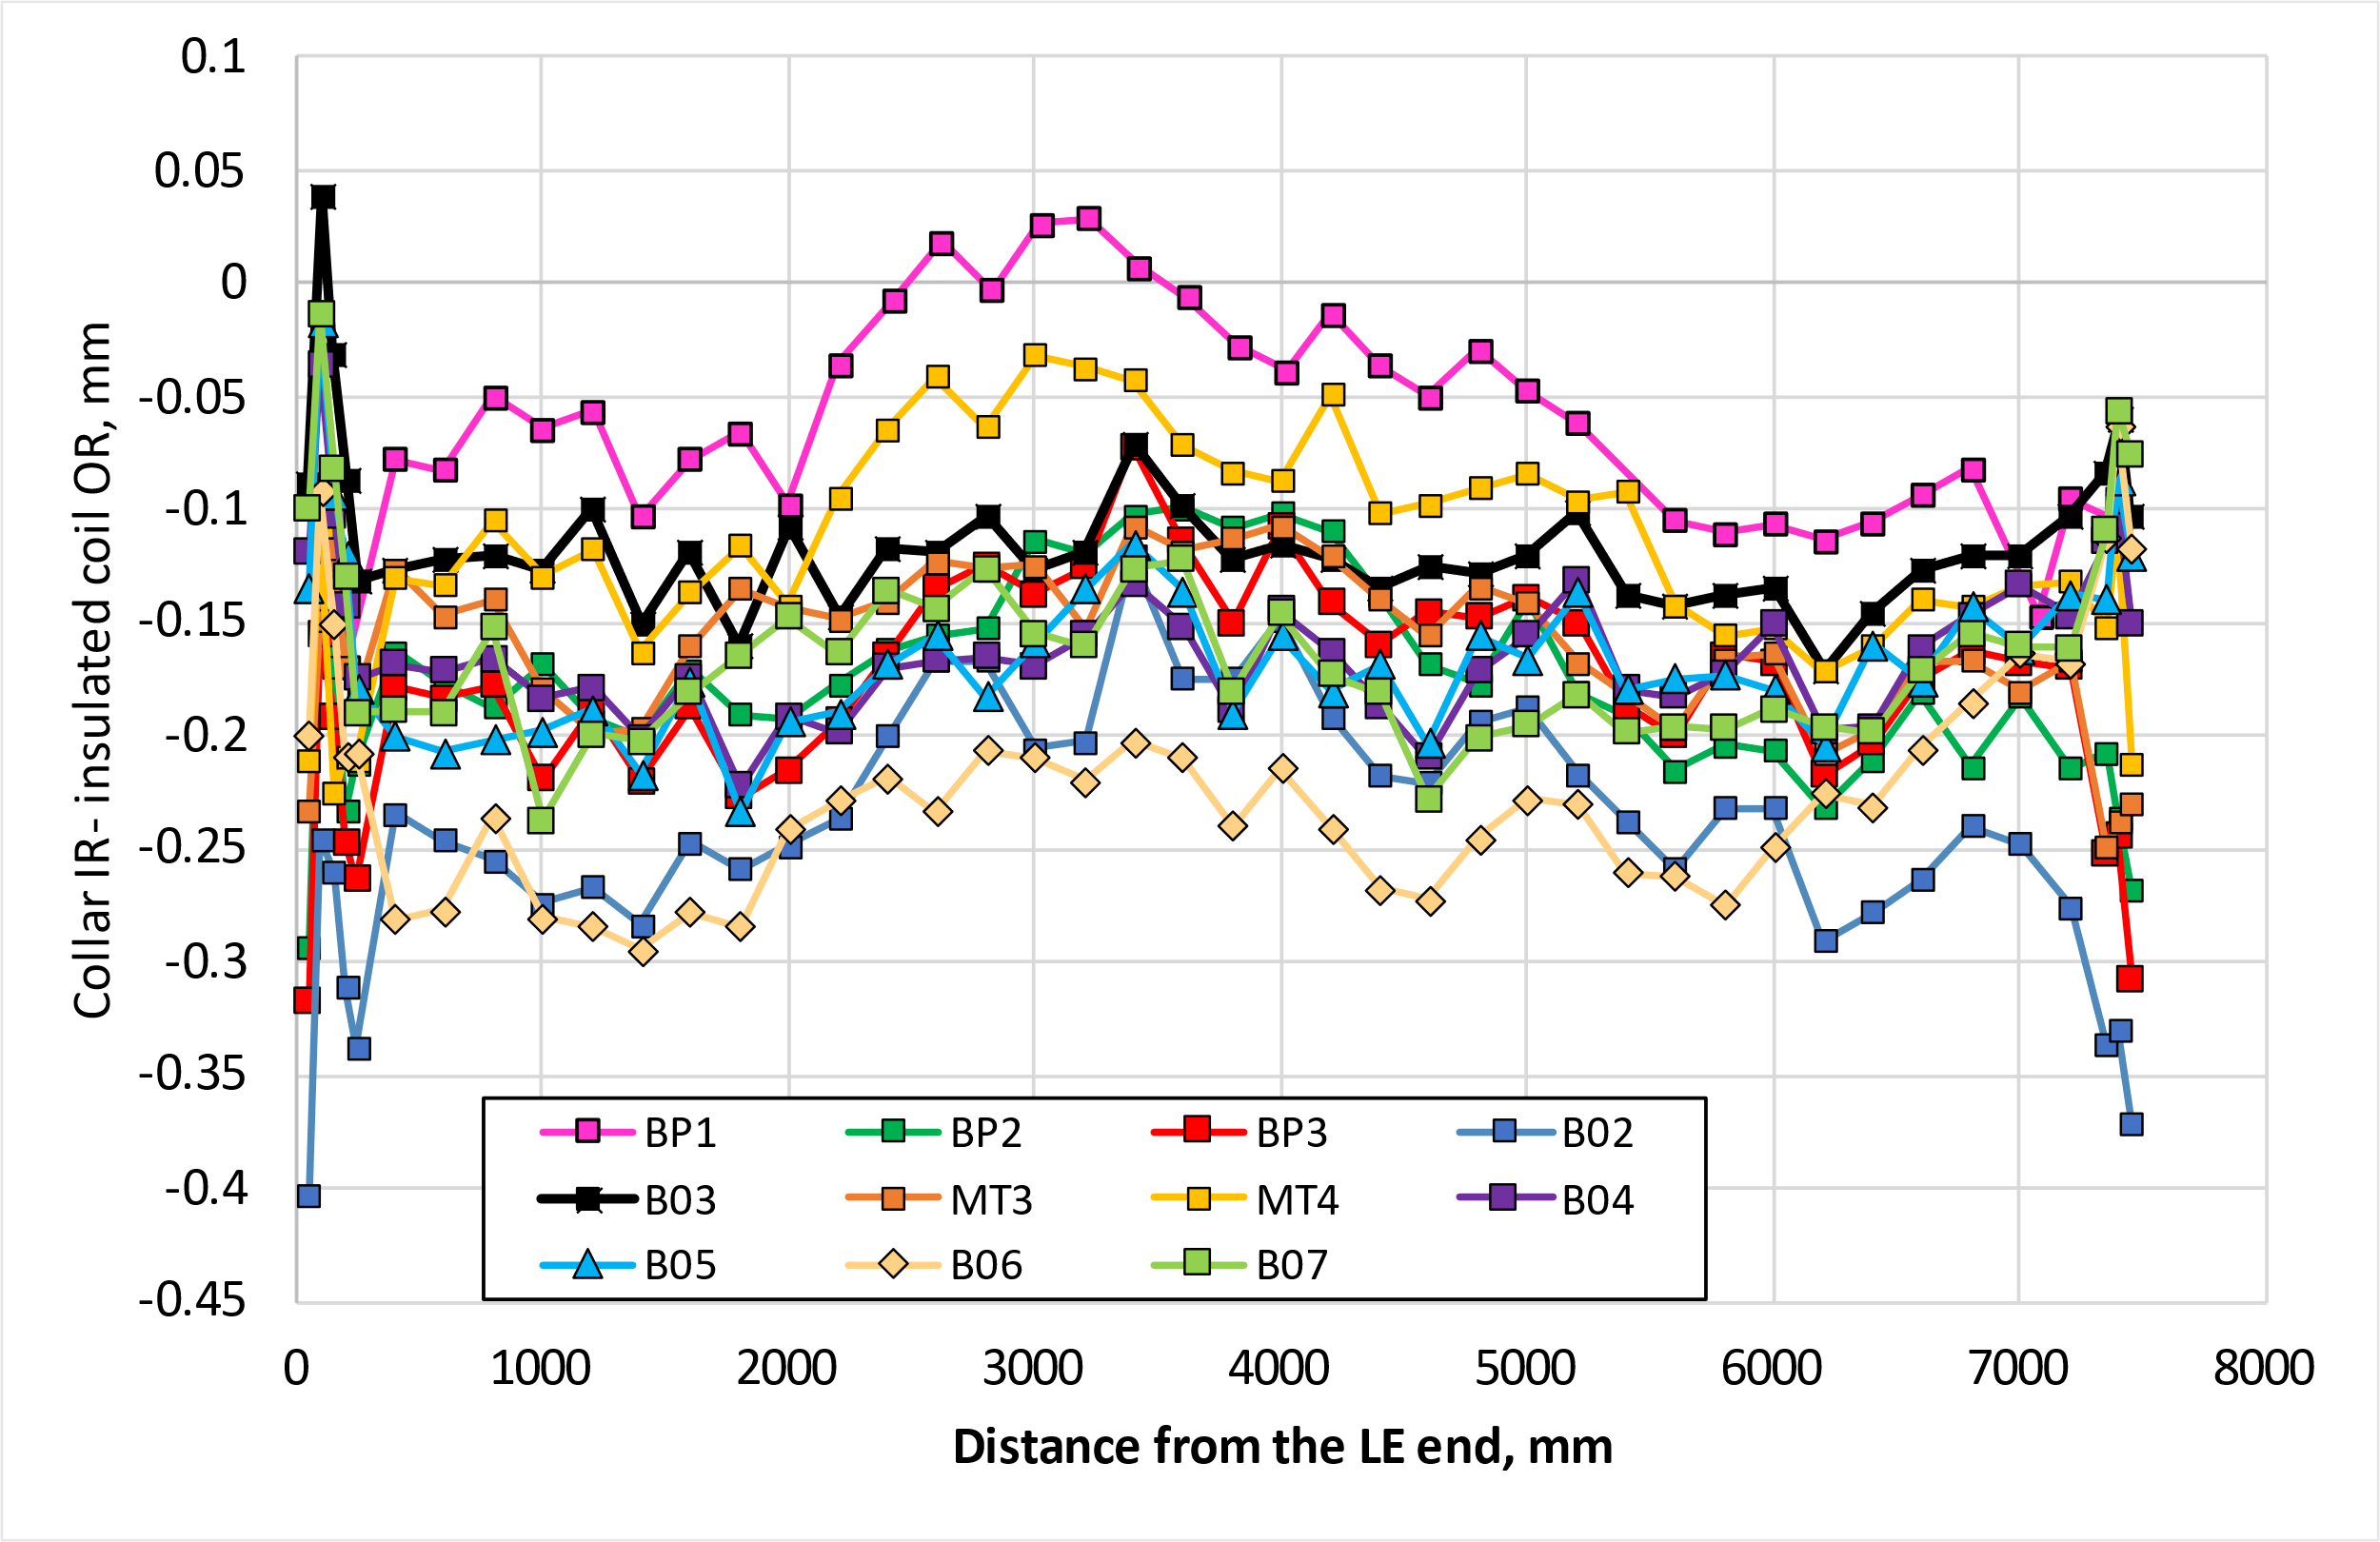 0.1
0.05
0
-0.05
-0.1
-0.15
-0.2
-0.25
-0.3
-0.35
-0.4
-0.45
Collar IR- insulated coil OR, mm
BP1 BP2 BP3 B02
B03 MT3 MT4 B04
B05 B06 B07
0 1000 2000 3000 4000 5000 6000 7000 8000
Distance from the LE end, mm